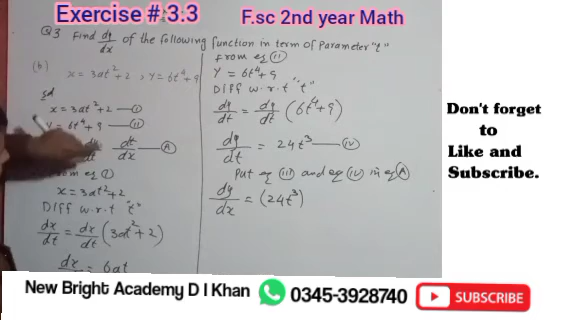 Exercise #:3.3
F.sc 2nd year Math
Q3 Find dy/dx of the following function in term of Parameter "t"
(b) x = 3at²+2 , y = 6t⁴+9
Sol
x = 3at²+2 —(I)
y = 6t⁴+9 —(II)
dt/dx —(A)
From eq (I)
x = 3at²+2
Diff w.r.t "t"
dx/dt = dx/dt (3at²+2)
dx/dt = 6at
From eq (II)
Y = 6t⁴+9
Diff w.r.t "t"
dy/dt = dy/dt (6t⁴+9)
dy/dt = 24t³ —(IV)
Put eq (III) and eq (IV) in eq (A)
dy/dx = (24t³)
Don't forget
to
Like and
Subscribe.
New Bright Academy D I Khan
0345-3928740
SUBSCRIBE